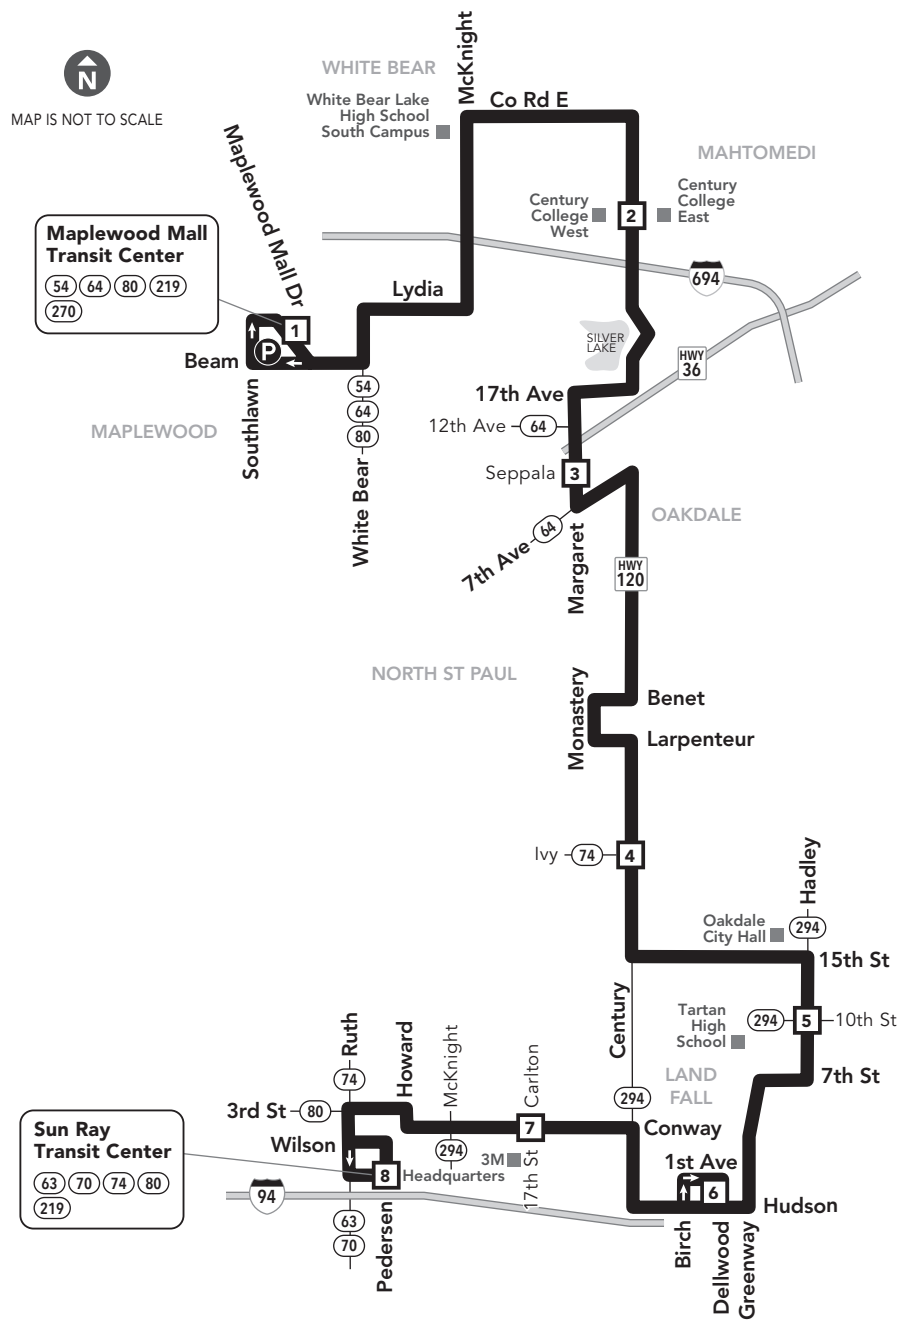 N
MAP IS NOT TO SCALE
WHITE BEAR
McKnight
Co Rd E
White Bear Lake
High School
South Campus
MAHTOMEDI
Maplewood Mall Dr
Century
College
West
2
Century
College
East
Maplewood Mall
Transit Center
54 64 80 219
270
694
Lydia
1
P
Beam
SILVER
LAKE
HWY
36
54
64
80
17th Ave
12th Ave
64
MAPLEWOOD
Southlawn
White Bear
Seppala
3
OAKDALE
7th Ave
64
Margaret
HWY
120
NORTH ST PAUL
Monastery
Benet
Larpenteur
Ivy
74
4
Hadley
Oakdale
City Hall
294
15th St
Century
Tartan
High
School
294
5
10th St
Ruth
Howard
McKnight
Carlton
74
LAND
FALL
7th St
294
3rd St
80
7
Conway
Wilson
294
3M
Headquarters
17th St
1st Ave
8
6
Hudson
Sun Ray
Transit Center
63 70 74 80
219
94
63
70
Pedersen
Birch
Dellwood
Greenway